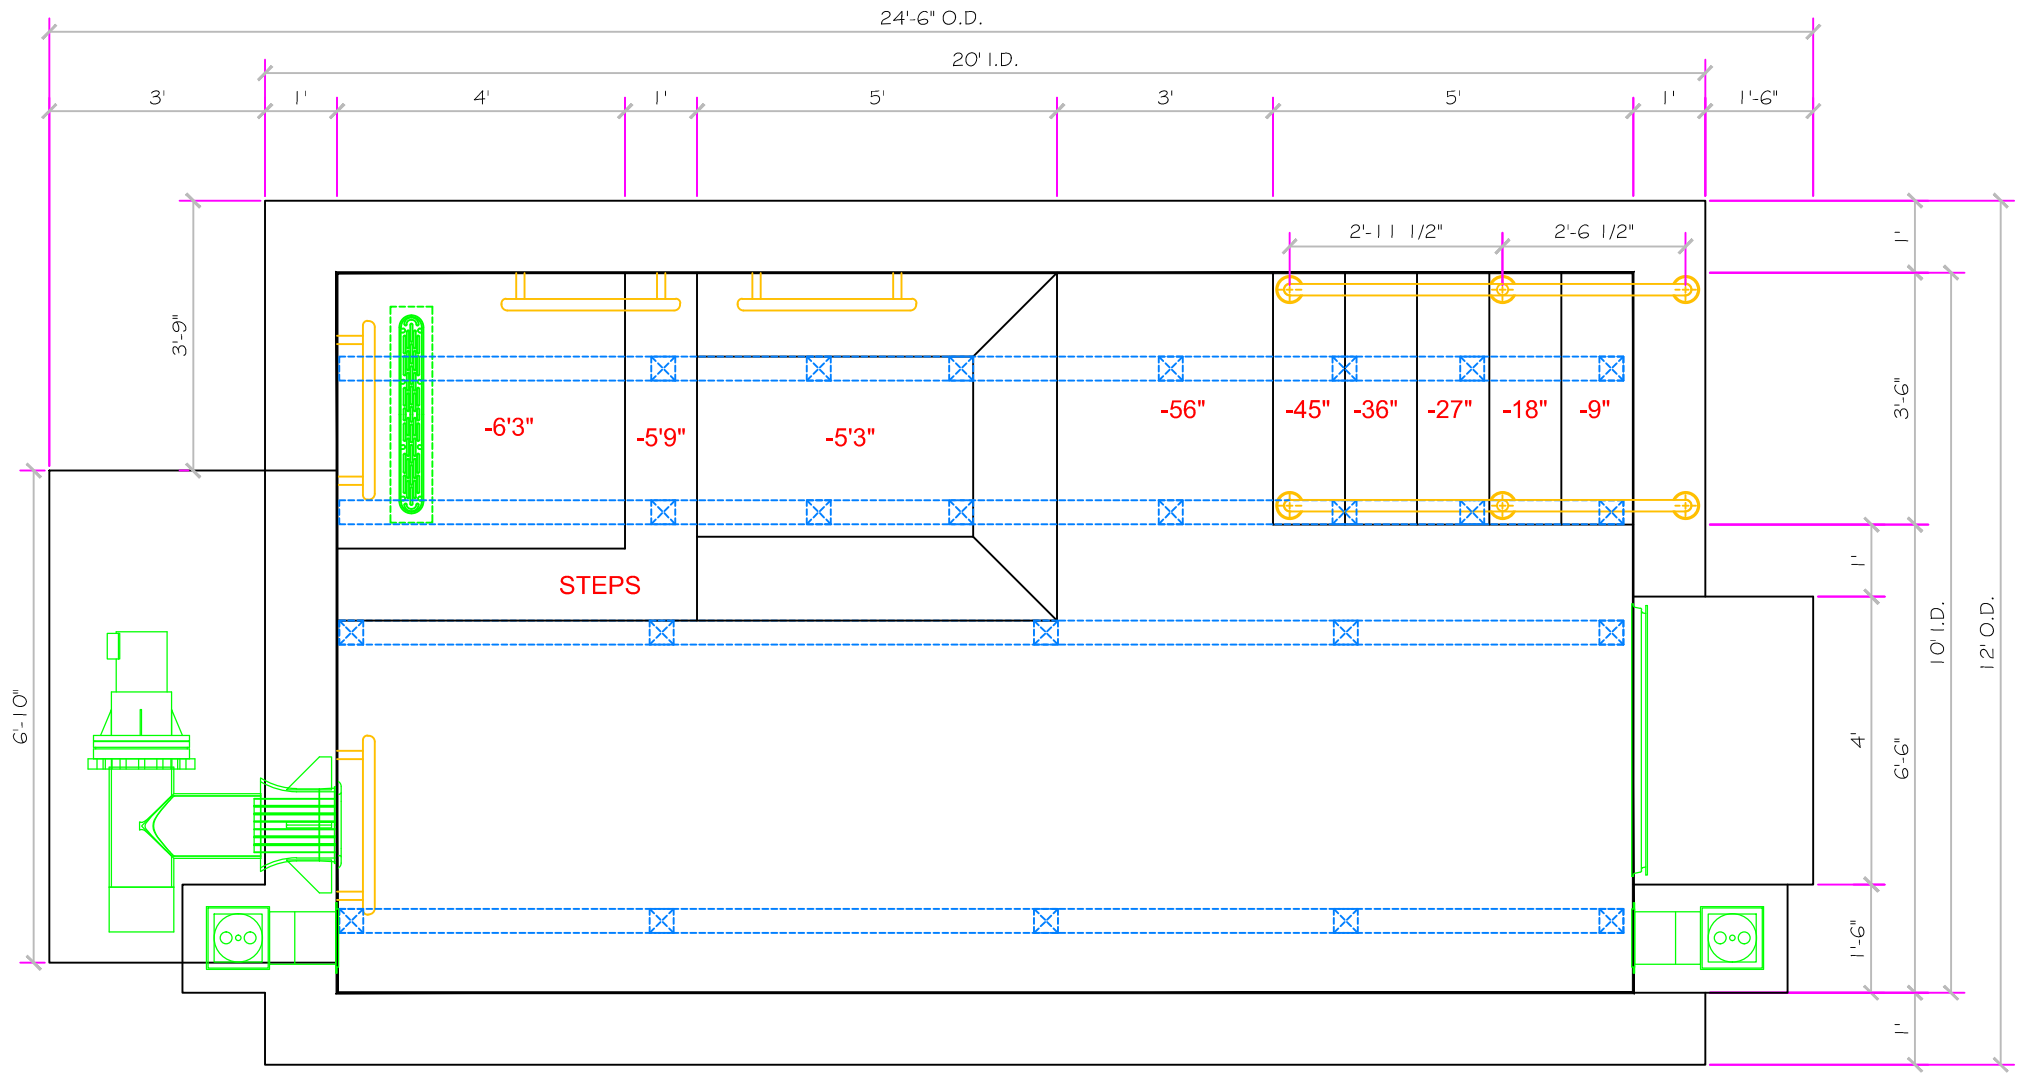 24'-6" O.D.
20' I.D.
3' 1' 4' 1' 5' 3' 5' 1' 1'-6"
2'-11 1/2" 2'-6 1/2"
1'
3'-9"
-6'3" -5'9" -5'3" -56" -45" -36" -27" -18" -9"
3'-6"
1'
STEPS
10' I.D.
12' O.D.
6'-10"
4'
6'-6"
1'-6"
1'